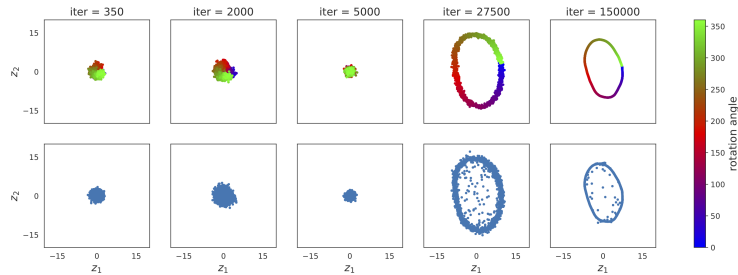 iter = 350 iter = 2000 iter = 5000 iter = 27500 iter = 150000
15
0
−15
z2
350
300
250
200
150
100
50
0
rotation angle
15
0
−15
z2
−15 0 15 −15 0 15 −15 0 15 −15 0 15 −15 0 15
z1 z1 z1 z1 z1